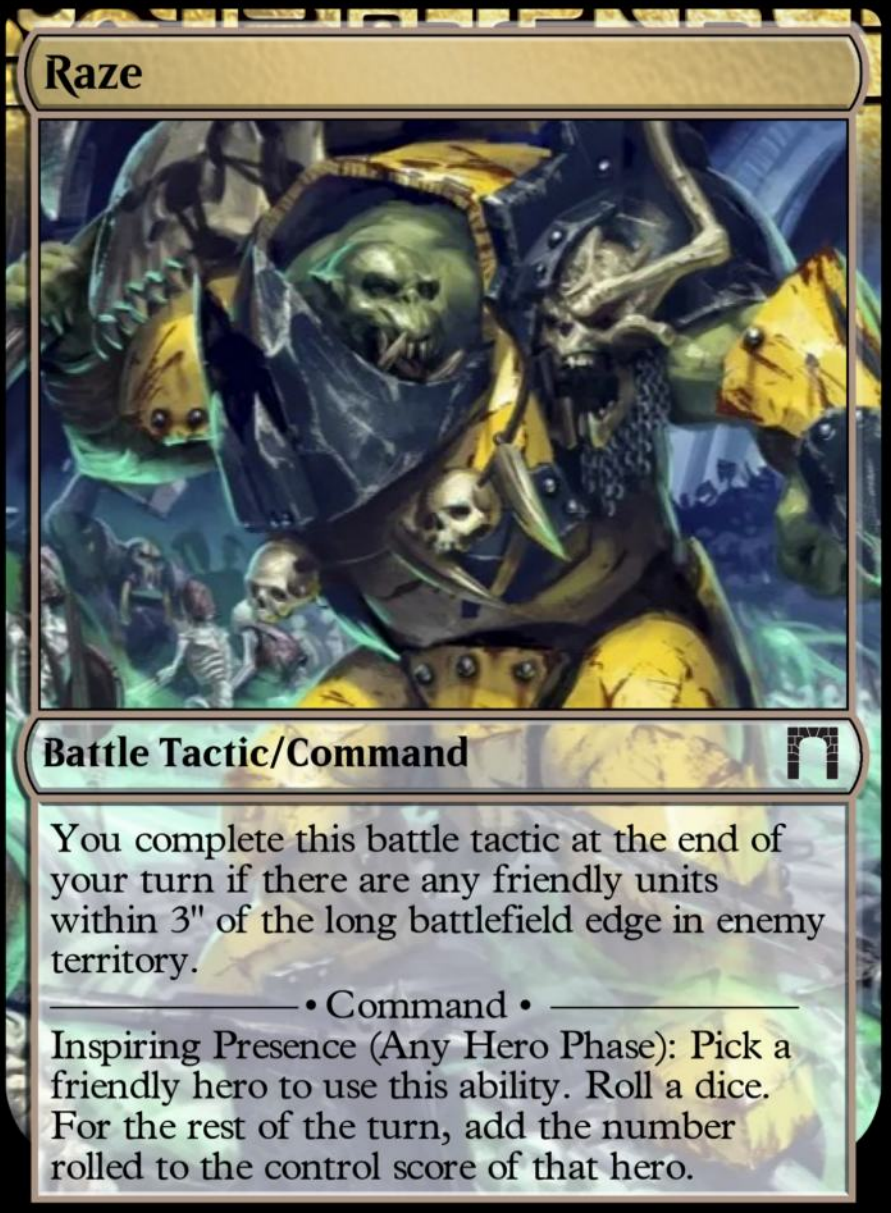 Raze
Battle Tactic/Command
You complete this battle tactic at the end of
your turn if there are any friendly units
within 3" of the long battlefield edge in enemy
territory.
• Command •
Inspiring Presence (Any Hero Phase): Pick a
friendly hero to use this ability. Roll a dice.
For the rest of the turn, add the number
rolled to the control score of that hero.